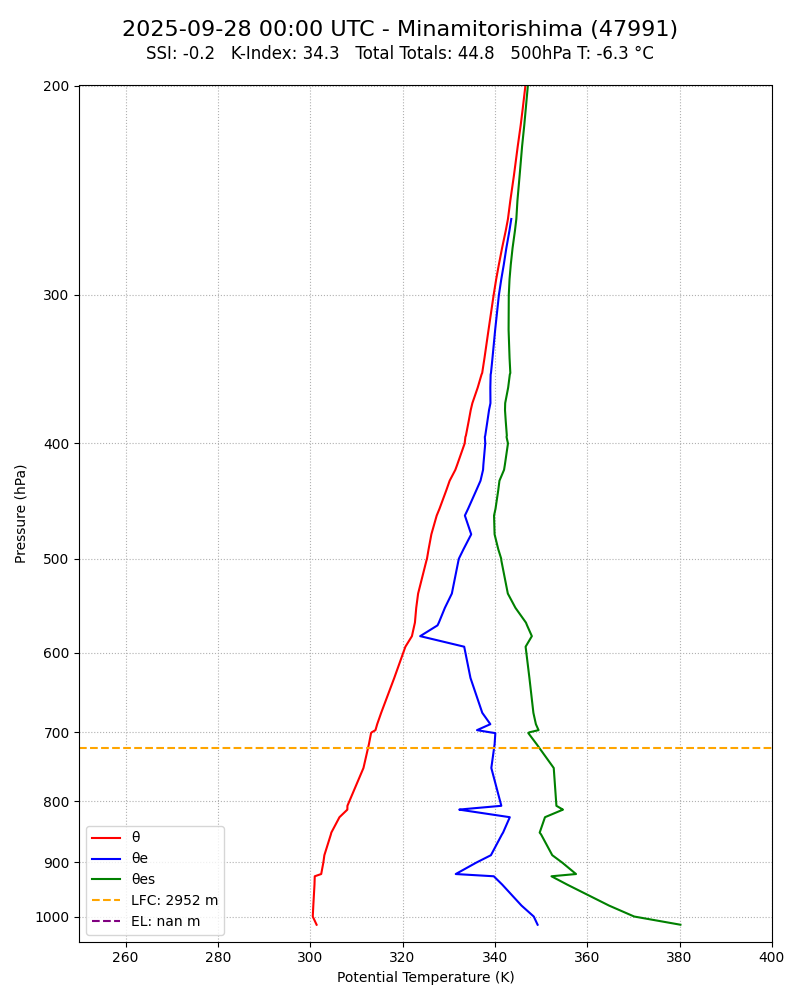 2025-09-28 00:00 UTC - Minamitorishima (47991)
SSI: -0.2   K-Index: 34.3   Total Totals: 44.8   500hPa T: -6.3 °C
200
300
400
500
600
700
800
900
1000
Pressure (hPa)
θ
θe
θes
LFC: 2952 m
EL: nan m
260 280 300 320 340 360 380 400
Potential Temperature (K)